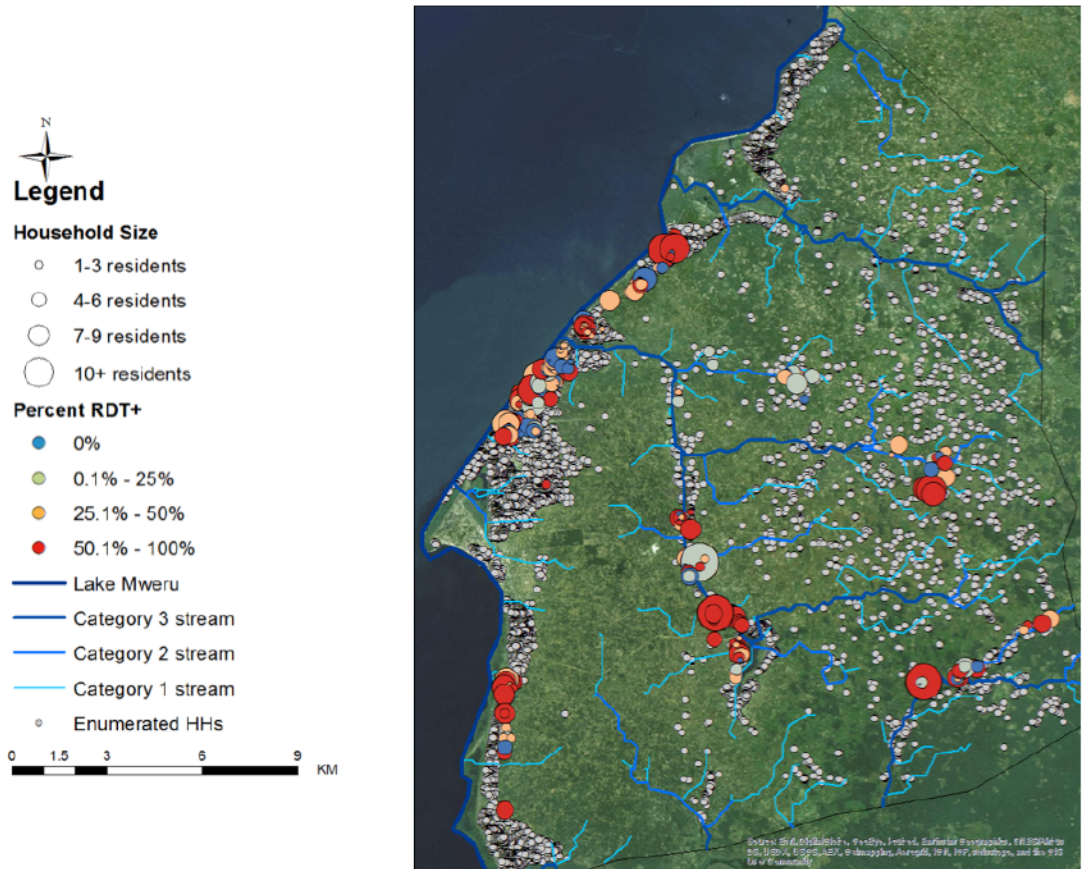 N
Legend
Household Size
1-3 residents
4-6 residents
7-9 residents
10+ residents
Percent RDT+
0%
0.1% - 25%
25.1% - 50%
50.1% - 100%
Lake Mweru
Category 3 stream
Category 2 stream
Category 1 stream
Enumerated HHs
0 1.5 3 6 9
KM
User Community